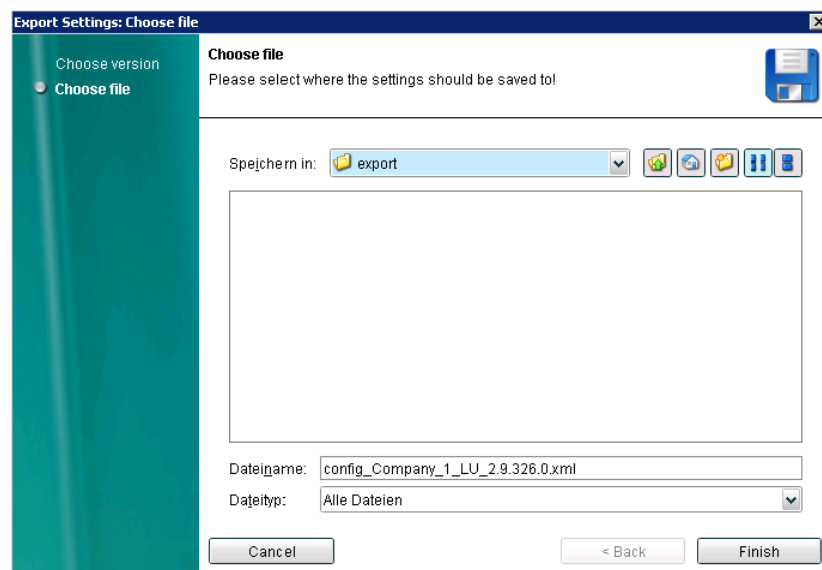 Export Settings: Choose file
Choose version
Choose file
Choose file
Please select where the settings should be saved to!
Speichern in: export
Dateiname: config_Company_1_LU_2.9.326.0.xml
Dateityp: Alle Dateien
Cancel < Back Finish